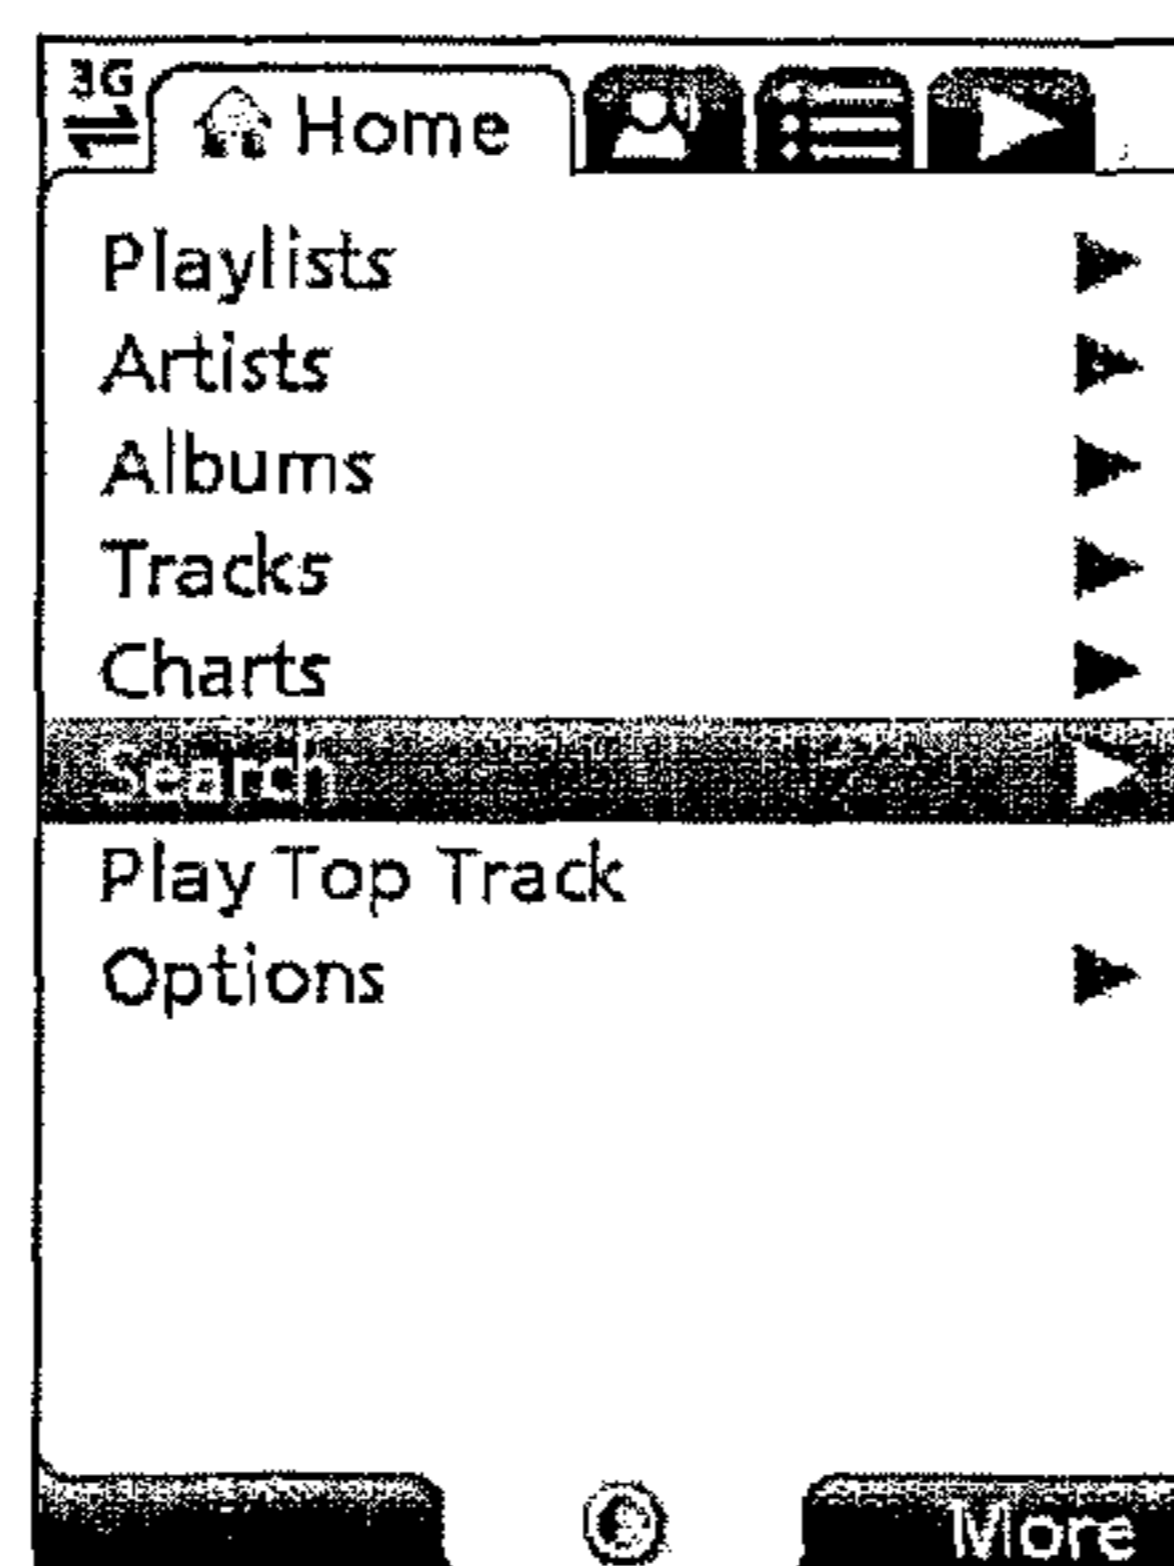 3G
Home
Playlists
Artists
Albums
Tracks
Charts
Search
Play Top Track
Options
More